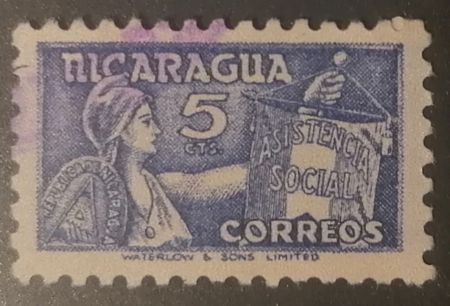 NICARAGUA
5
CTS.
ASISTENCIA
SOCIAL
REPUBLICA DE NICARAGUA
CORREOS
WATERLOW & SONS LIMITED